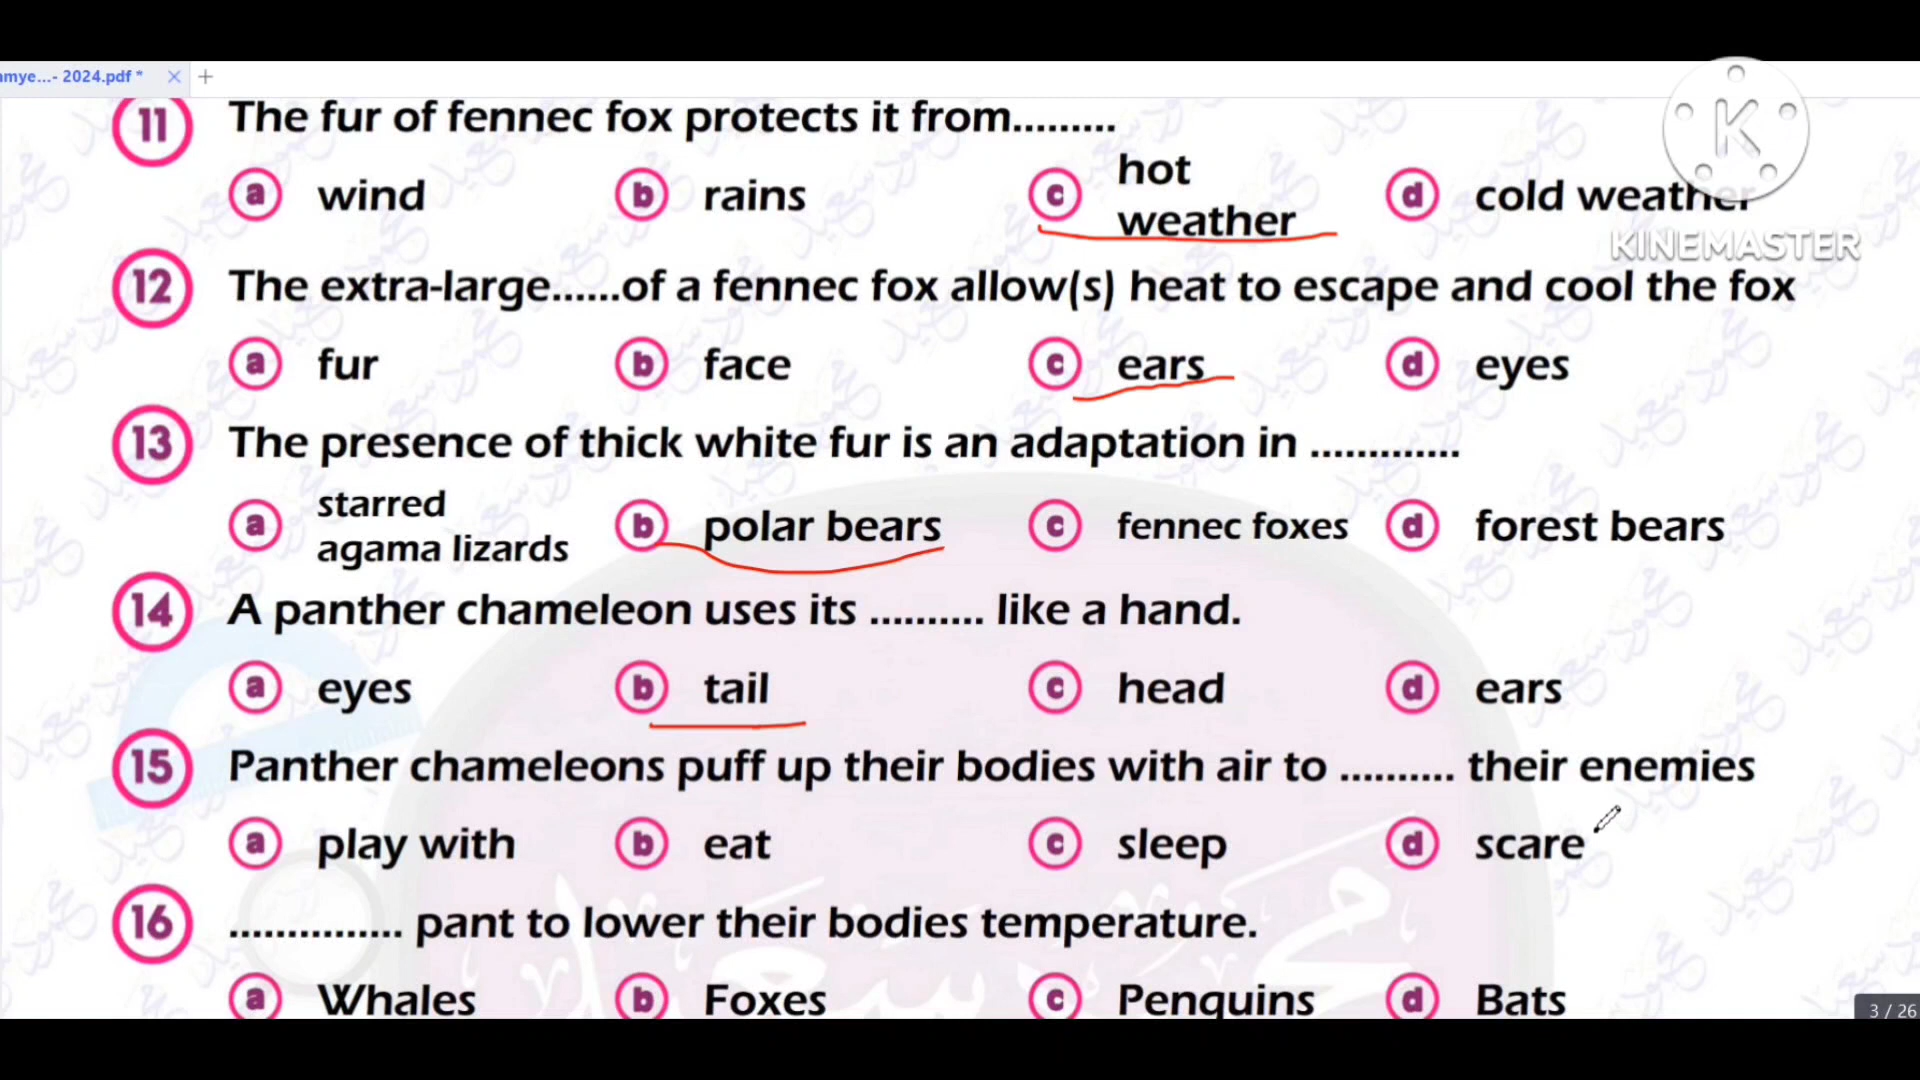 amye...- 2024.pdf * × +
11 The fur of fennec fox protects it from.........
a wind b rains c hot weather d cold weather
KINEMASTER
12 The extra-large......of a fennec fox allow(s) heat to escape and cool the fox
a fur b face c ears d eyes
13 The presence of thick white fur is an adaptation in .............
a starred agama lizards b polar bears c fennec foxes d forest bears
14 A panther chameleon uses its .......... like a hand.
a eyes b tail c head d ears
15 Panther chameleons puff up their bodies with air to .......... their enemies
a play with b eat c sleep d scare
16 ............... pant to lower their bodies temperature.
a Whales b Foxes c Penguins d Bats
3 / 26